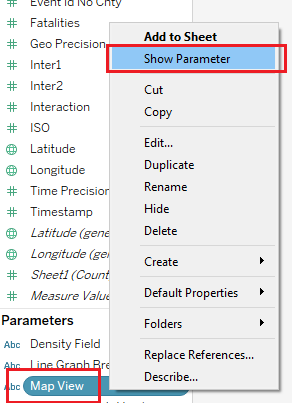 Event Id No Cnty
Fatalities
Geo Precision
Inter1
Inter2
Interaction
ISO
Latitude
Longitude
Time Precision
Timestamp
Latitude (gene
Longitude (gen
Sheet1 (Count
Measure Value
Parameters
Abc Density Field
Abc Line Graph Bre
Abc Map View
Add to Sheet
Show Parameter
Cut
Copy
Edit...
Duplicate
Rename
Hide
Delete
Create
Default Properties
Folders
Replace References...
Describe...